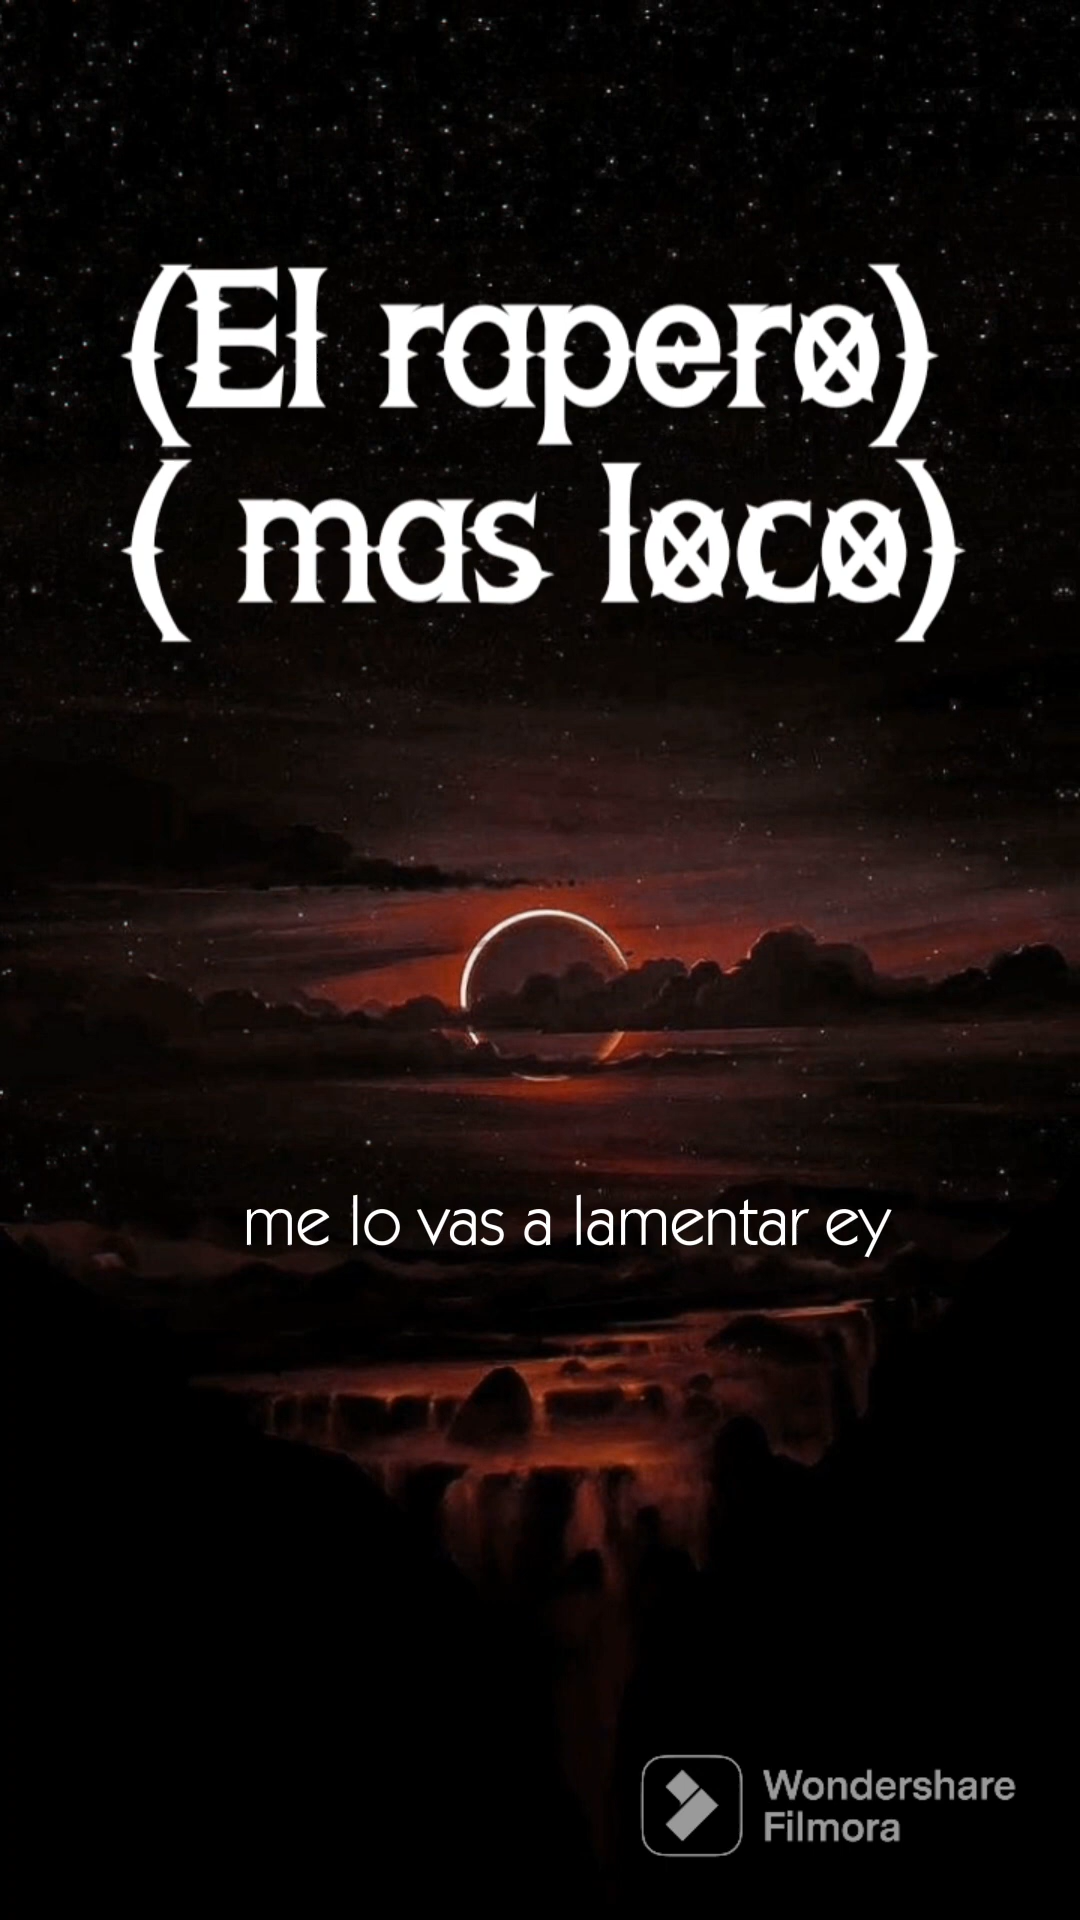 (El rapero)
( mas loco)
me lo vas a lamentar ey
Wondershare
Filmora